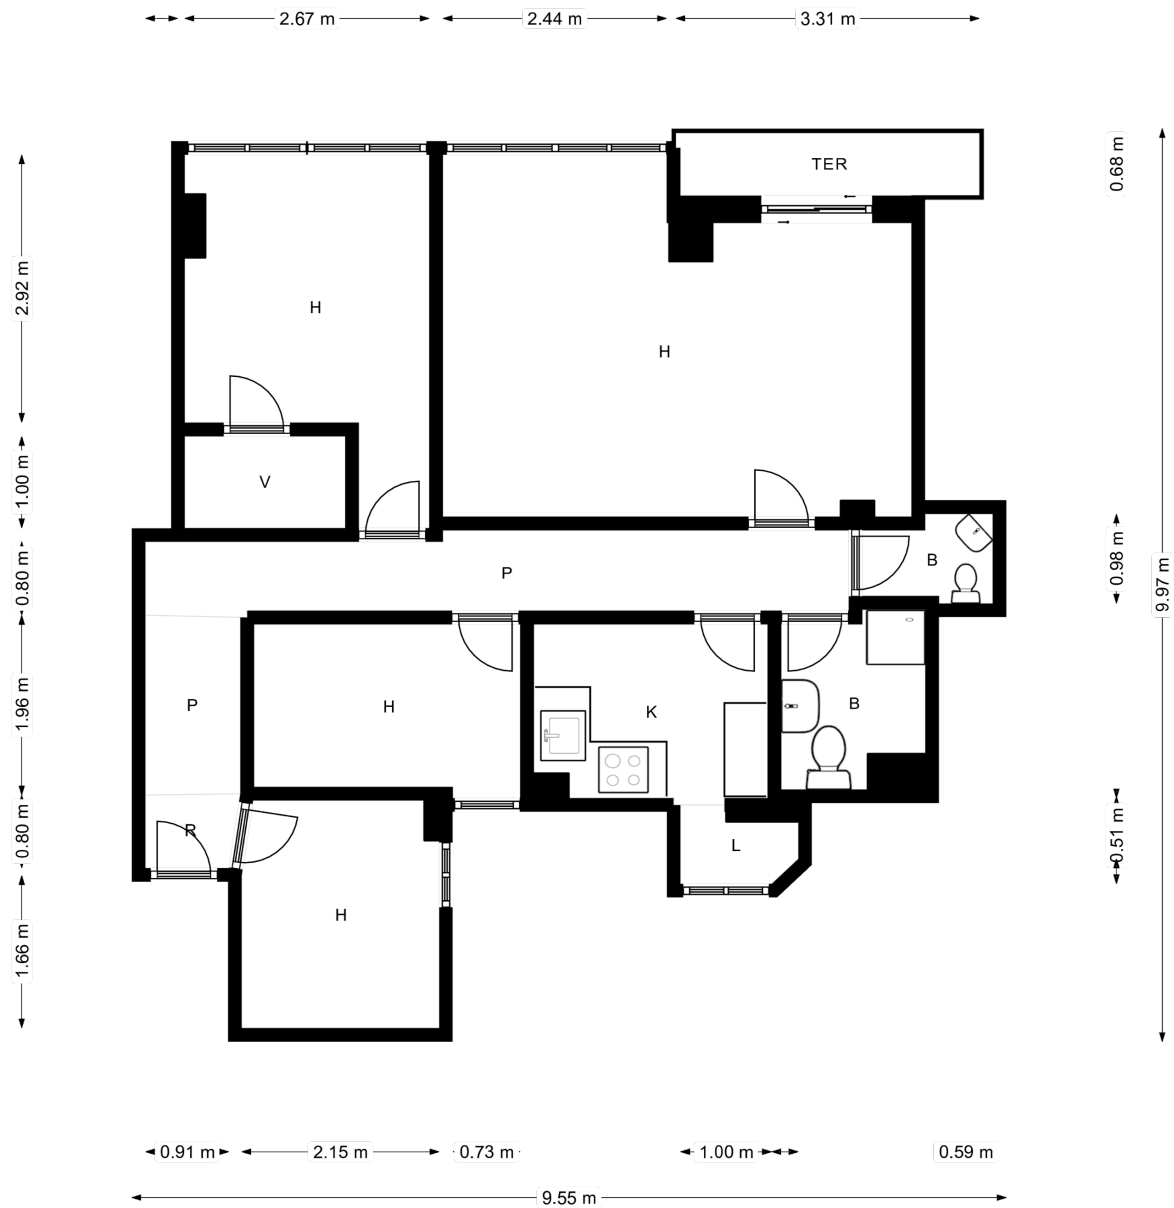 2.67 m
2.44 m
3.31 m
TER
0.68 m
2.92 m
H
H
V
1.00 m
P
B
0.80 m
0.98 m
9.97 m
P
H
K
B
1.96 m
R
L
0.80 m
0.51 m
H
1.66 m
0.91 m
2.15 m
0.73 m
1.00 m
0.59 m
9.55 m